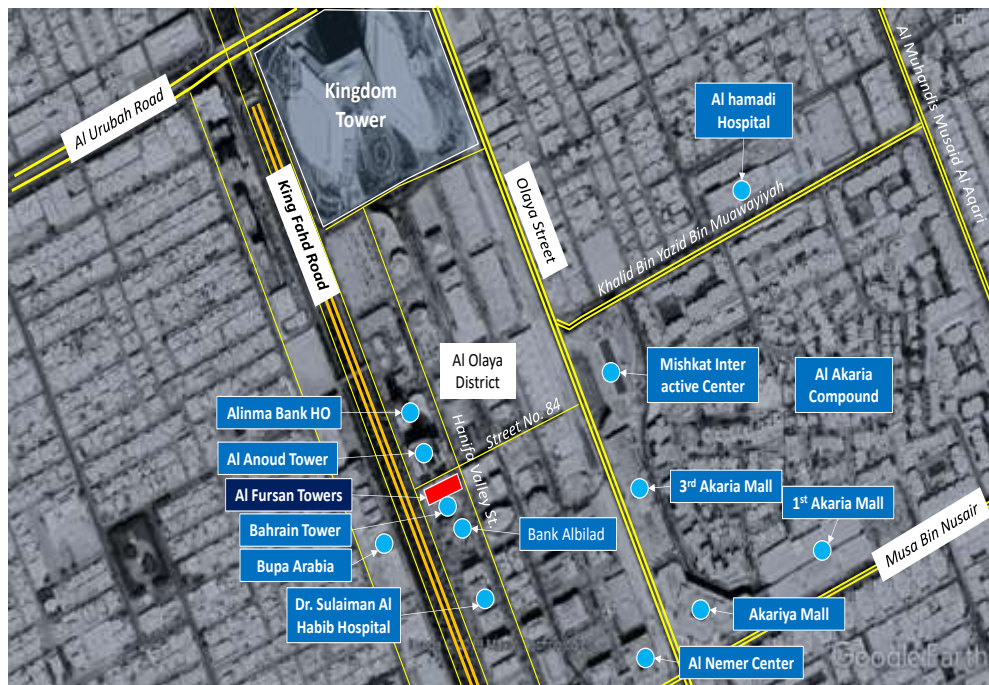 Kingdom
Tower
Al Urubah Road
Al Muhandis Musaid Al Aqari
Al hamadi
Hospital
King Fahd Road
Olaya Street
Khalid Bin Yazid Bin Muawayiyah
Al Olaya
District
Mishkat Inter
active Center
Al Akaria
Compound
Alinma Bank HO
Hanifa Valley St.
Street No. 84
Al Anoud Tower
Al Fursan Towers
3rd Akaria Mall
1st Akaria Mall
Bahrain Tower
Bank Albilad
Musa Bin Nusair
Bupa Arabia
Dr. Sulaiman Al
Habib Hospital
Akariya Mall
Al Nemer Center
Google Earth